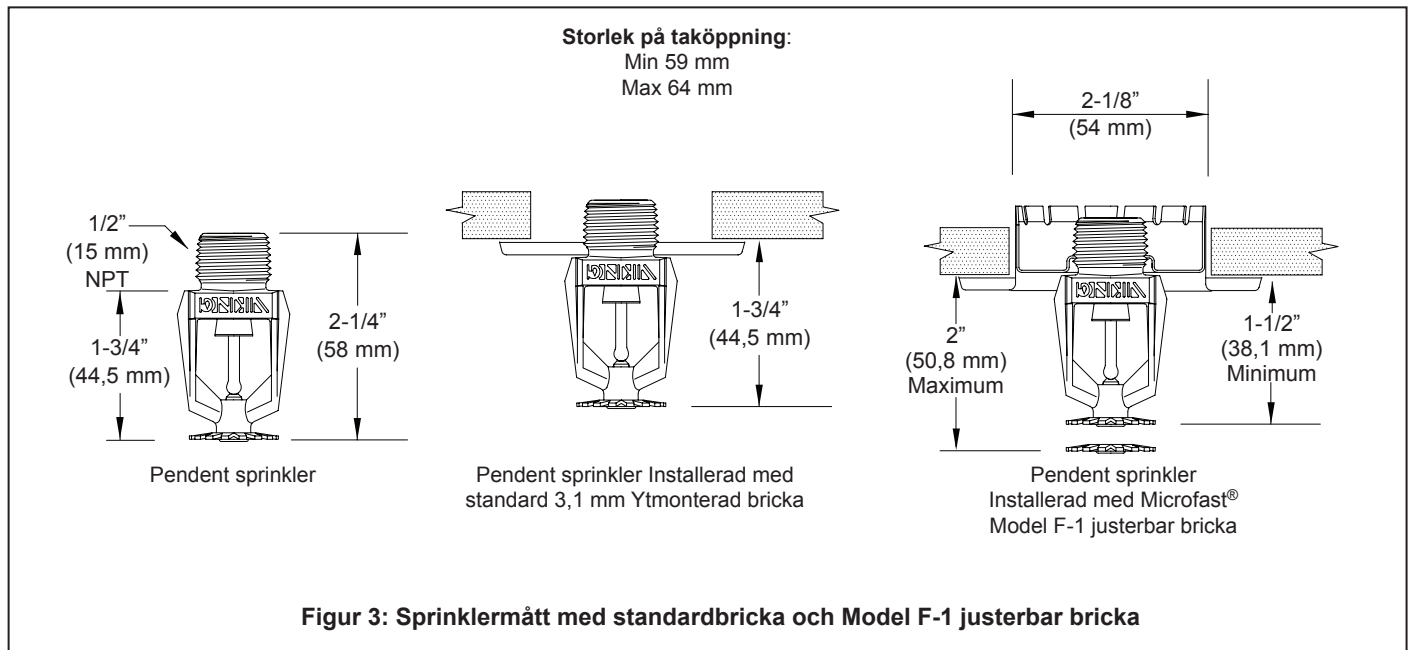 Storlek på taköppning:
Min 59 mm
Max 64 mm
1/2”
(15 mm)
NPT
1-3/4”
(44,5 mm)
2-1/4”
(58 mm)
Pendent sprinkler
1-3/4”
(44,5 mm)
Pendent sprinkler Installerad med
standard 3,1 mm Ytmonterad bricka
2-1/8”
(54 mm)
2”
(50,8 mm)
Maximum
1-1/2”
(38,1 mm)
Minimum
Pendent sprinkler
Installerad med Microfast®
Model F-1 justerbar bricka
Figur 3: Sprinklermått med standardbricka och Model F-1 justerbar bricka